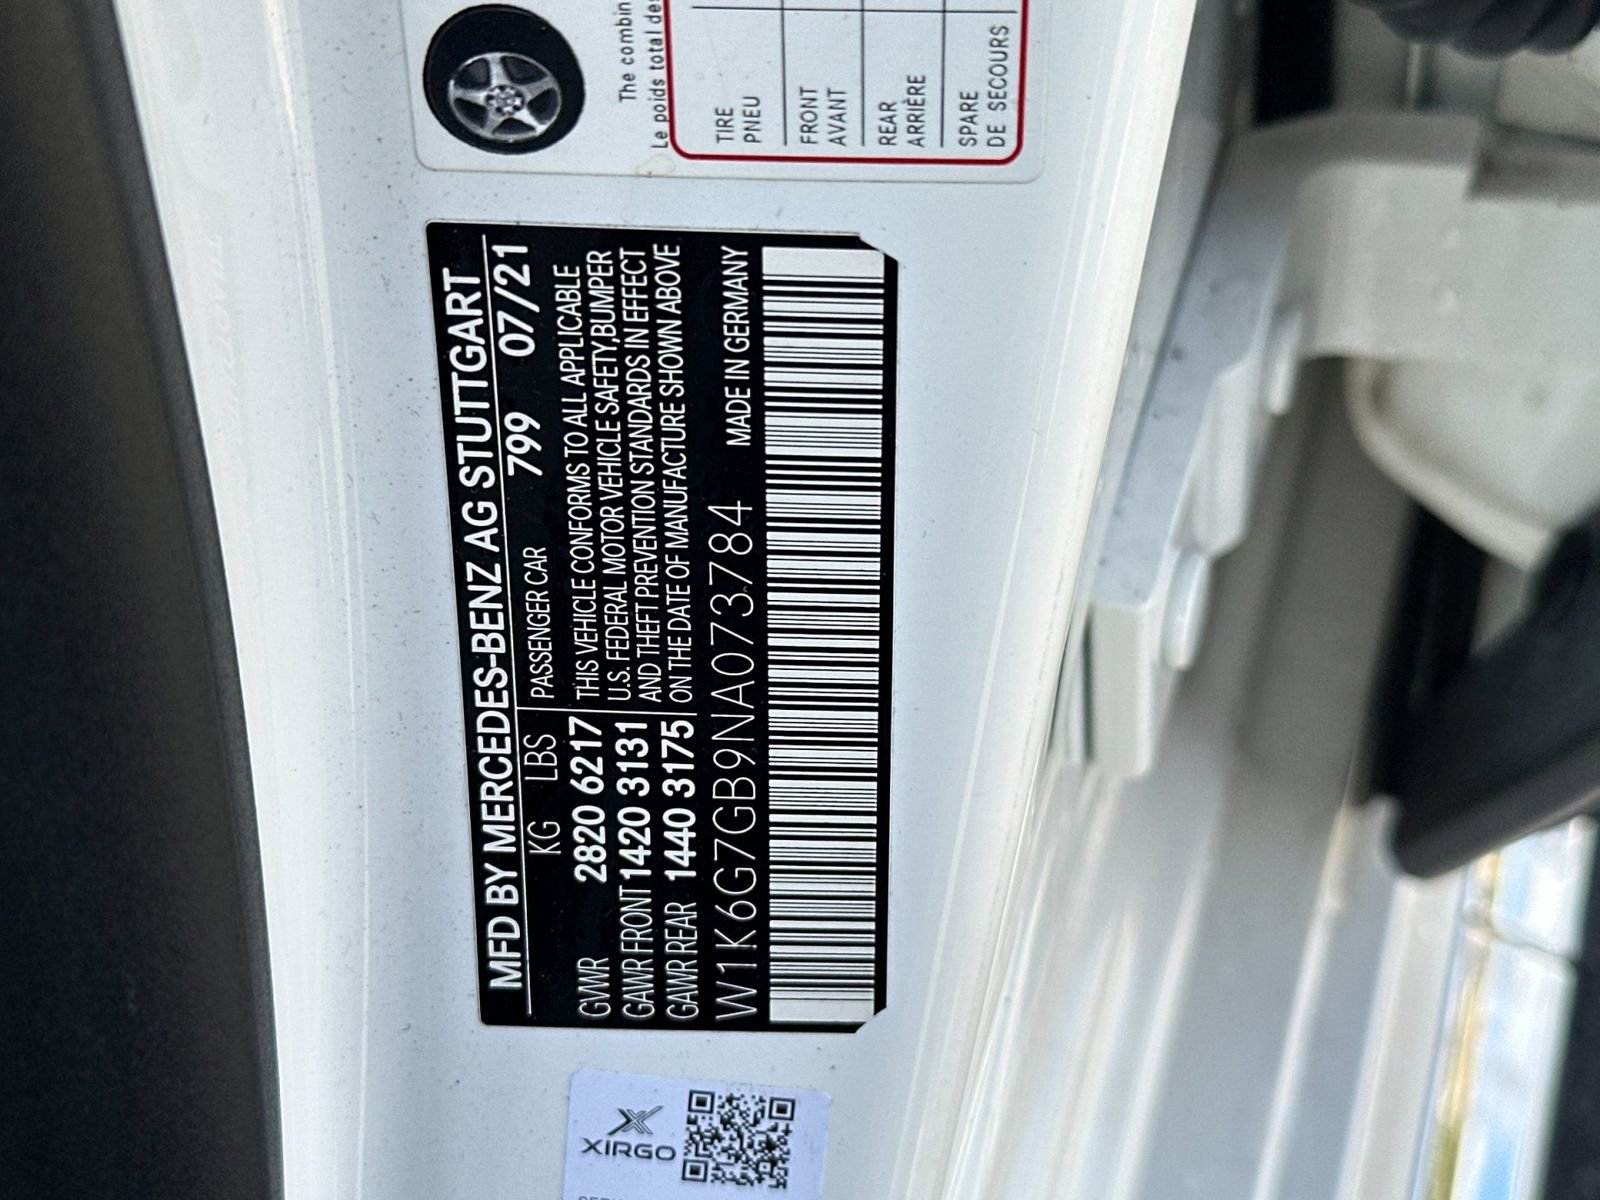 The combin
Le poids total de
TIRE
PNEU
FRONT
AVANT
REAR
ARRIÈRE
SPARE
DE SECOURS
MFD BY MERCEDES-BENZ AG STUTTGART
KG LBS PASSENGER CAR 799 07/21
GVWR 2820 6217 THIS VEHICLE CONFORMS TO ALL APPLICABLE
U.S. FEDERAL MOTOR VEHICLE SAFETY,BUMPER
GAWR FRONT 1420 3131 AND THEFT PREVENTION STANDARDS IN EFFECT
GAWR REAR 1440 3175 ON THE DATE OF MANUFACTURE SHOWN ABOVE
W1K6G7GB9NA073784 MADE IN GERMANY
XIRGO